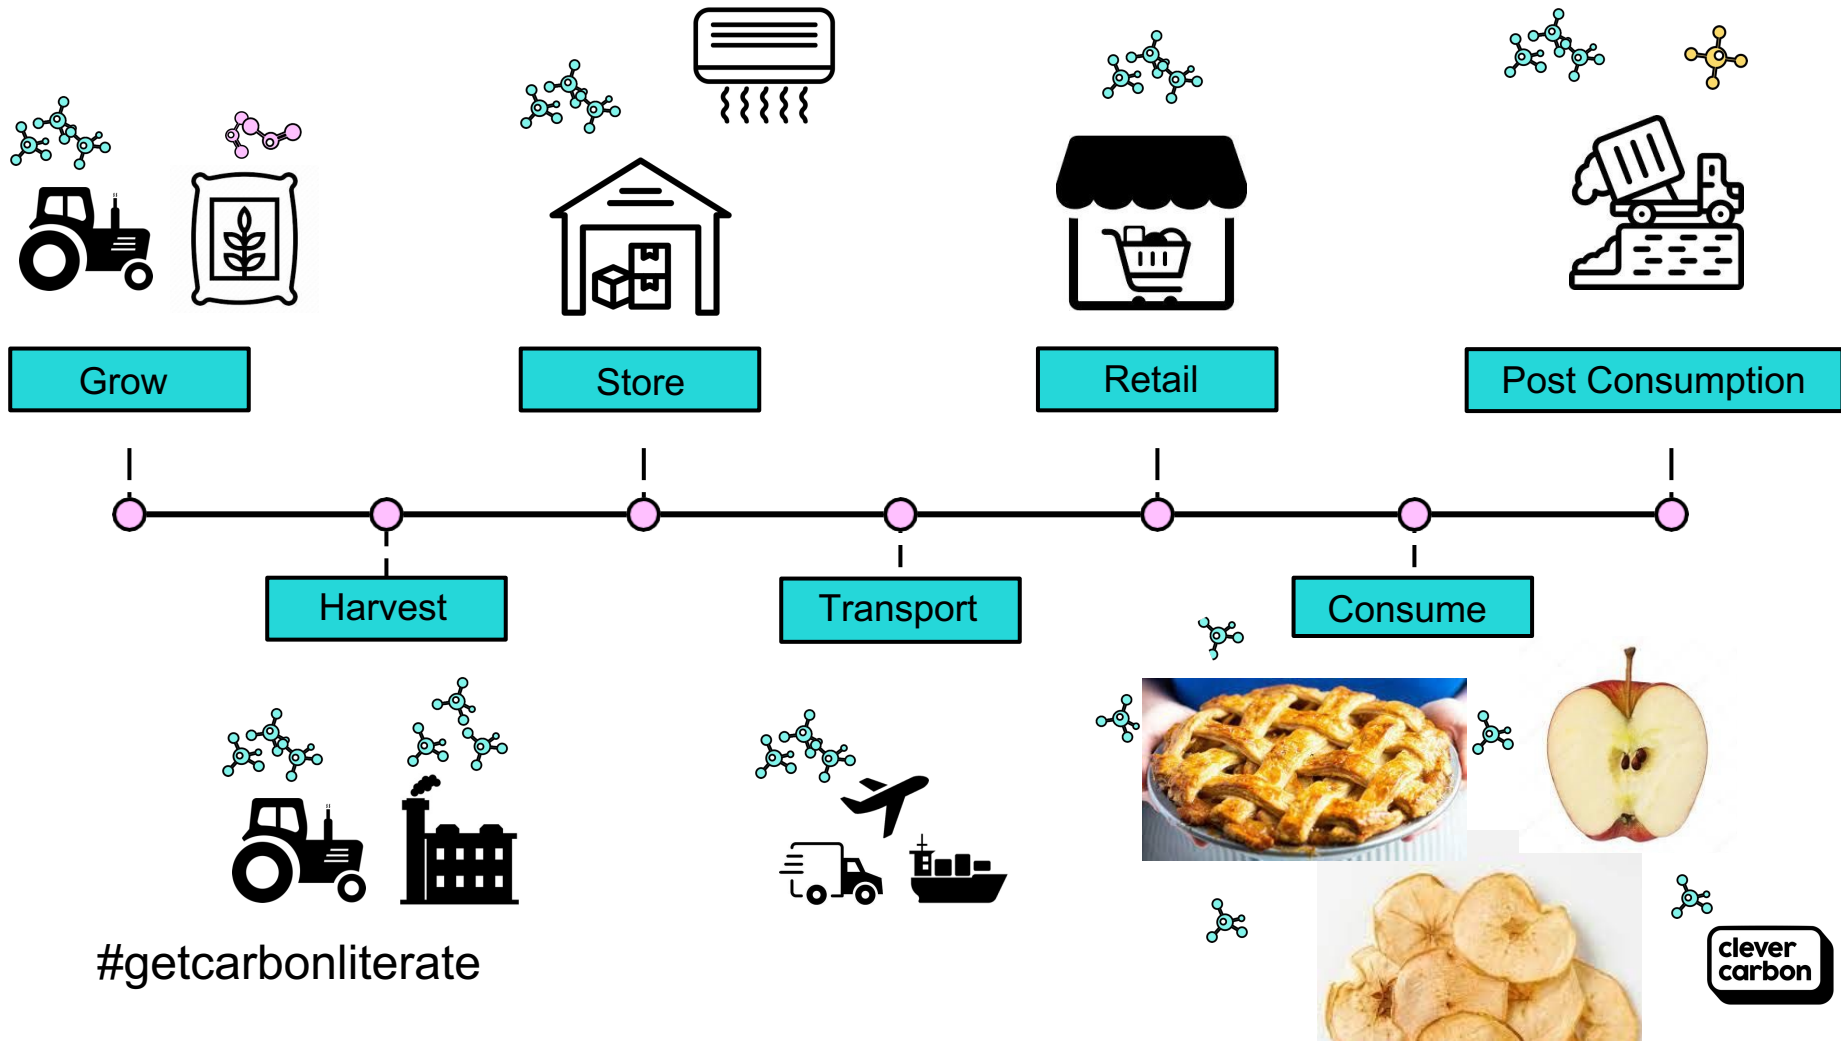 Grow
Store
Retail
Post Consumption
Harvest
Transport
Consume
#getcarbonliterate
clever
carbon